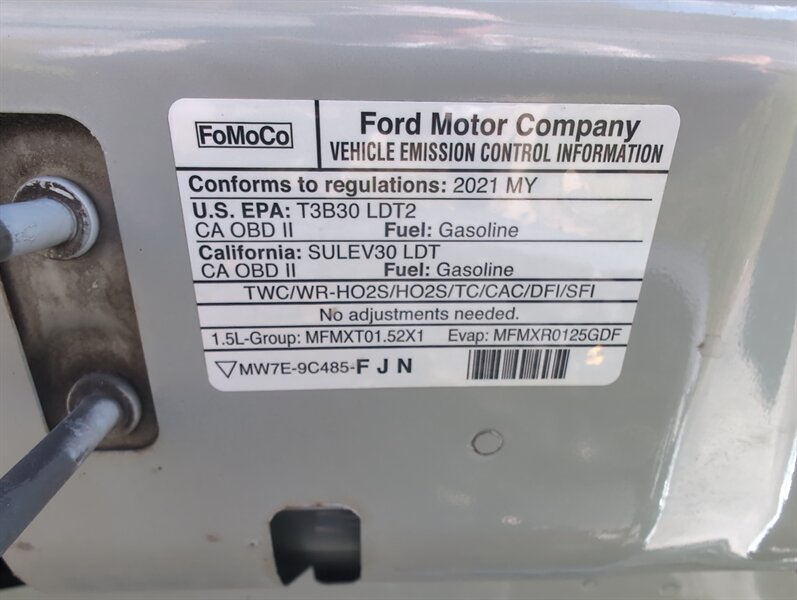 FoMoCo
Ford Motor Company
VEHICLE EMISSION CONTROL INFORMATION
Conforms to regulations: 2021 MY
U.S. EPA: T3B30 LDT2
CA OBD II Fuel: Gasoline
California: SULEV30 LDT
CA OBD II Fuel: Gasoline
TWC/WR-HO2S/HO2S/TC/CAC/DFI/SFI
No adjustments needed.
1.5L-Group: MFMXT01.52X1 Evap: MFMXR0125GDF
MW7E-9C485-F J N